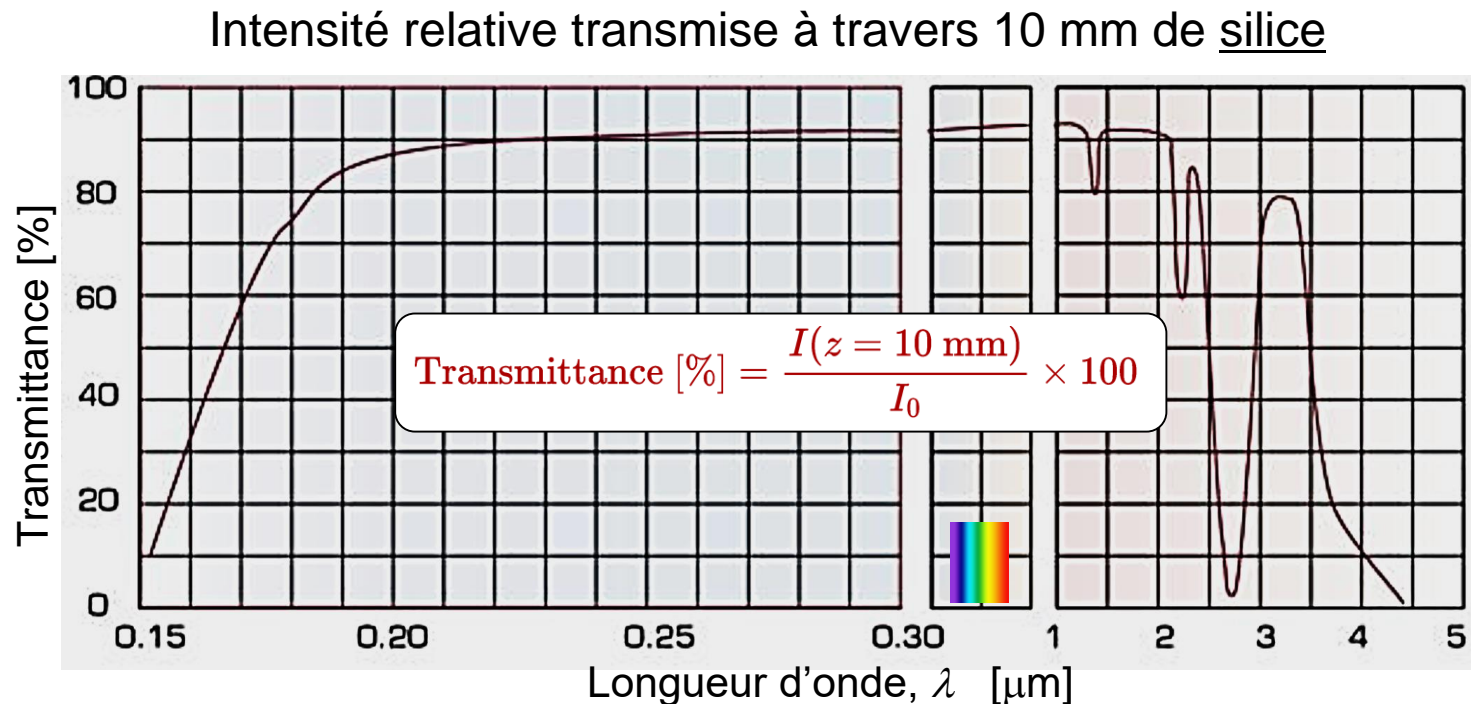 Intensité relative transmise à travers 10 mm de silice
Transmittance [%]
100
80
60
40
20
0
Transmittance [%] = I(z = 10 mm) / I₀ × 100
0.15 0.20 0.25 0.30 1 2 3 4 5
Longueur d’onde, λ [μm]